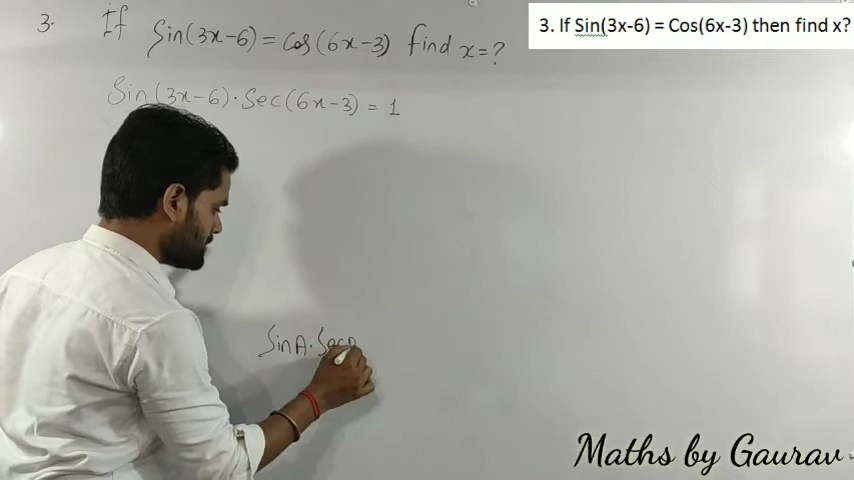 3. If Sin(3x-6) = Cos(6x-3) find x=?
3. If Sin(3x-6) = Cos(6x-3) then find x?
Sin(3x-6)·Sec(6x-3) = 1
SinA·Sec
Maths by Gaurav